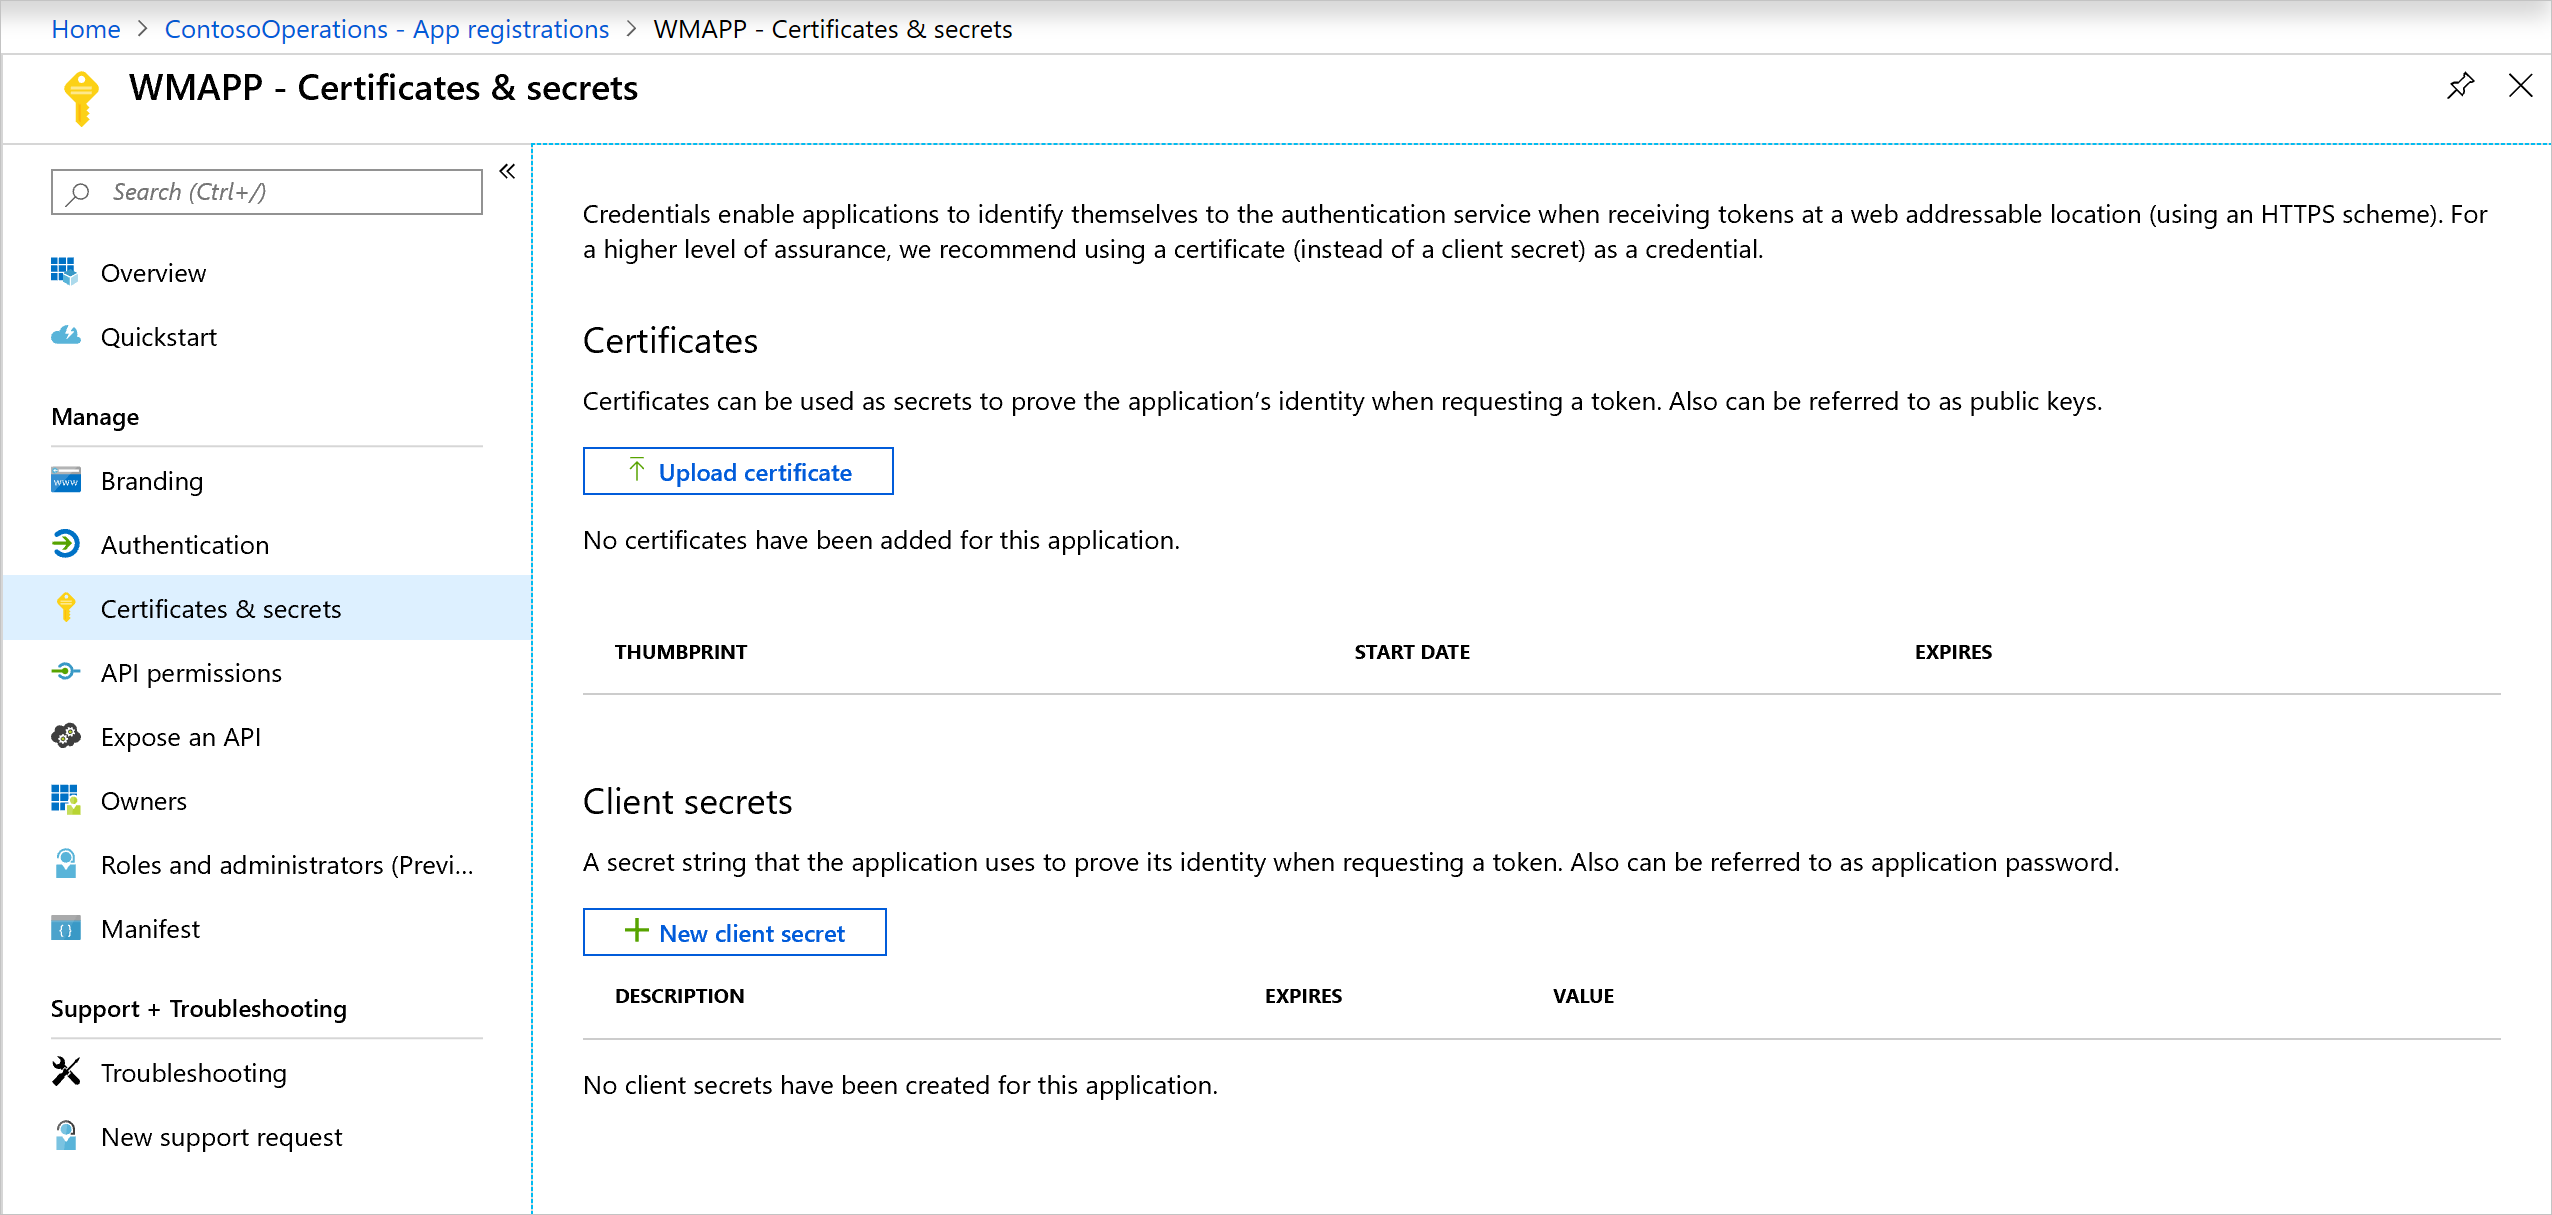 Home > ContosoOperations - App registrations > WMAPP - Certificates & secrets
WMAPP - Certificates & secrets
Search (Ctrl+/)
«
Overview
Quickstart
Manage
www
Branding
Authentication
Certificates & secrets
API permissions
Expose an API
Owners
Roles and administrators (Previ...
Manifest
Support + Troubleshooting
Troubleshooting
New support request
Credentials enable applications to identify themselves to the authentication service when receiving tokens at a web addressable location (using an HTTPS scheme). For
a higher level of assurance, we recommend using a certificate (instead of a client secret) as a credential.
Certificates
Certificates can be used as secrets to prove the application’s identity when requesting a token. Also can be referred to as public keys.
Upload certificate
No certificates have been added for this application.
THUMBPRINT START DATE EXPIRES
Client secrets
A secret string that the application uses to prove its identity when requesting a token. Also can be referred to as application password.
New client secret
DESCRIPTION EXPIRES VALUE
No client secrets have been created for this application.